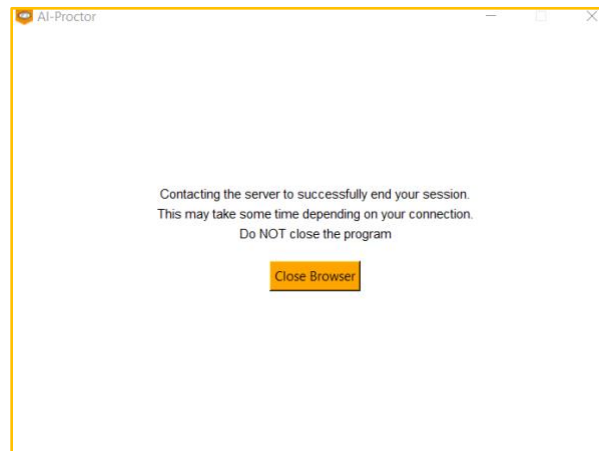 AI-Proctor
Contacting the server to successfully end your session.
This may take some time depending on your connection.
Do NOT close the program
Close Browser